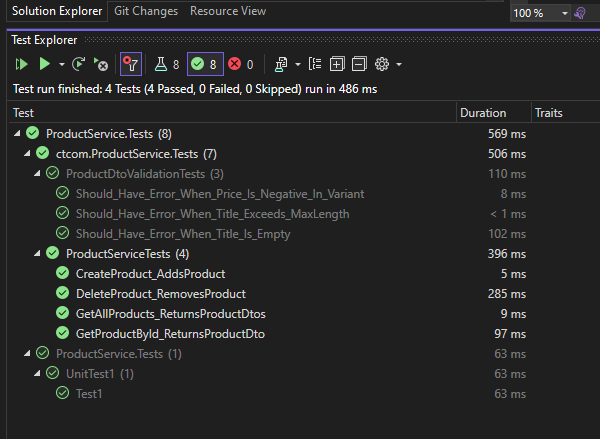 Solution Explorer Git Changes Resource View
100 %
Test Explorer
8 8 0
Test run finished: 4 Tests (4 Passed, 0 Failed, 0 Skipped) run in 486 ms
Test Duration Traits
ProductService.Tests (8) 569 ms
ctcom.ProductService.Tests (7) 506 ms
ProductDtoValidationTests (3) 110 ms
Should_Have_Error_When_Price_Is_Negative_In_Variant 8 ms
Should_Have_Error_When_Title_Exceeds_MaxLength < 1 ms
Should_Have_Error_When_Title_Is_Empty 102 ms
ProductServiceTests (4) 396 ms
CreateProduct_AddsProduct 5 ms
DeleteProduct_RemovesProduct 285 ms
GetAllProducts_ReturnsProductDtos 9 ms
GetProductById_ReturnsProductDto 97 ms
ProductService.Tests (1) 63 ms
UnitTest1 (1) 63 ms
Test1 63 ms